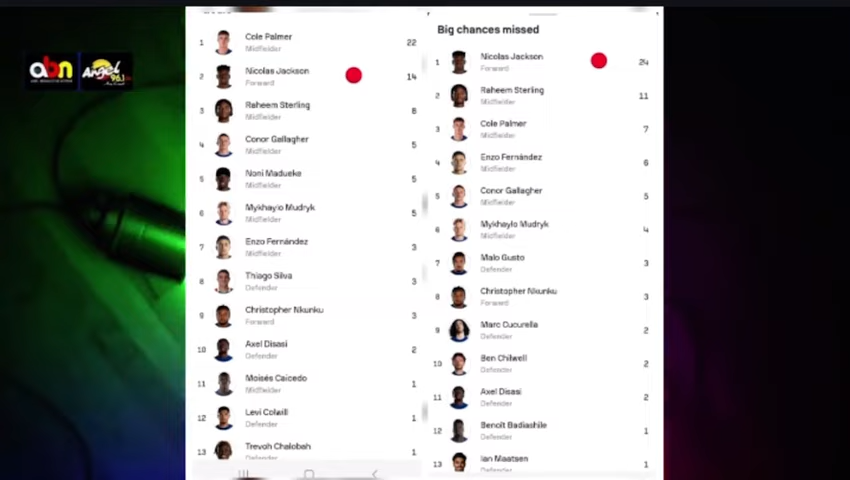 abn
Angel
96.1
1
Cole Palmer
Midfielder
22
2
Nicolas Jackson
Forward
14
3
Raheem Sterling
Midfielder
6
4
Conor Gallagher
Midfielder
5
5
Noni Madueke
Midfielder
5
6
Mykhaylo Mudryk
Midfielder
5
7
Enzo Fernández
Midfielder
3
8
Thiago Silva
Defender
3
9
Christopher Nkunku
Forward
3
10
Axel Disasi
Defender
2
11
Moisés Caicedo
Midfielder
1
12
Levi Colwill
Defender
1
13
Trevoh Chalobah
Defender
1
Big chances missed
1
Nicolas Jackson
Forward
24
2
Raheem Sterling
Midfielder
11
3
Cole Palmer
Midfielder
7
4
Enzo Fernández
Midfielder
6
5
Conor Gallagher
Midfielder
5
6
Mykhaylo Mudryk
Midfielder
4
7
Malo Gusto
Defender
3
8
Christopher Nkunku
Forward
3
9
Marc Cucurella
Defender
2
10
Ben Chilwell
Defender
2
11
Axel Disasi
Defender
2
12
Benoît Badiashile
Defender
1
13
Ian Maatsen
1